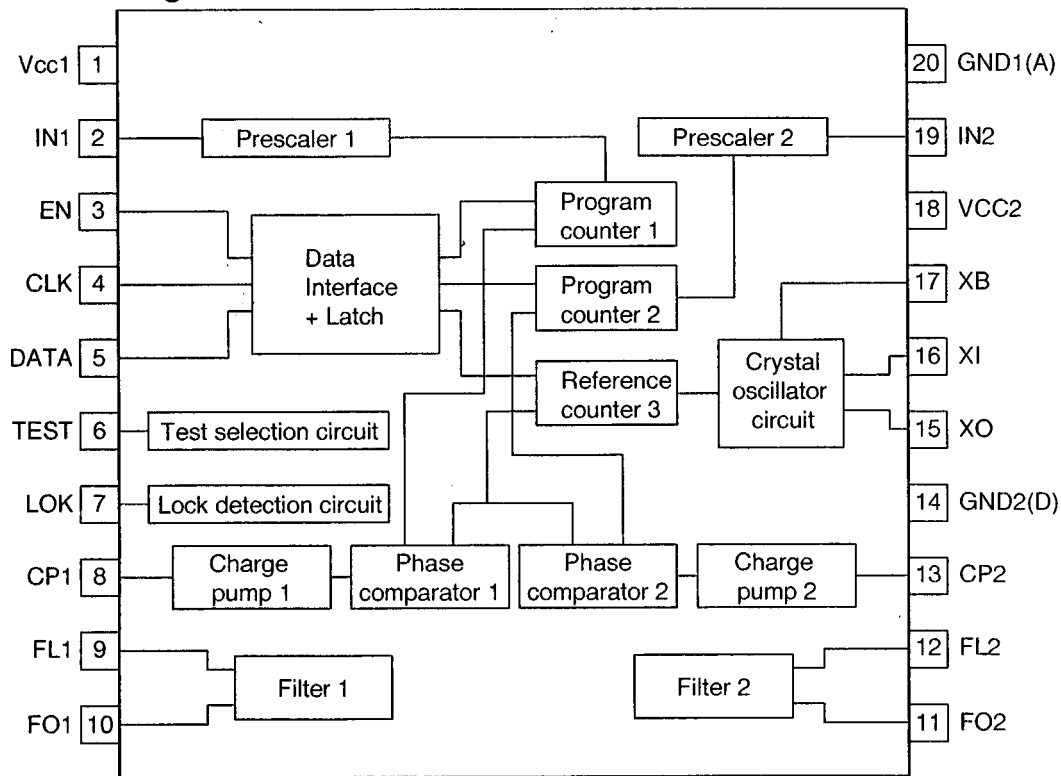 Vcc1 1
20 GND1(A)
IN1 2
Prescaler 1
Prescaler 2
19 IN2
EN 3
Program
counter 1
18 VCC2
Data
Interface
+ Latch
CLK 4
Program
counter 2
17 XB
DATA 5
Reference
counter 3
Crystal
oscillator
circuit
16 XI
TEST 6
Test selection circuit
15 XO
LOK 7
Lock detection circuit
14 GND2(D)
CP1 8
Charge
pump 1
Phase
comparator 1
Phase
comparator 2
Charge
pump 2
13 CP2
FL1 9
Filter 1
Filter 2
12 FL2
FO1 10
11 FO2